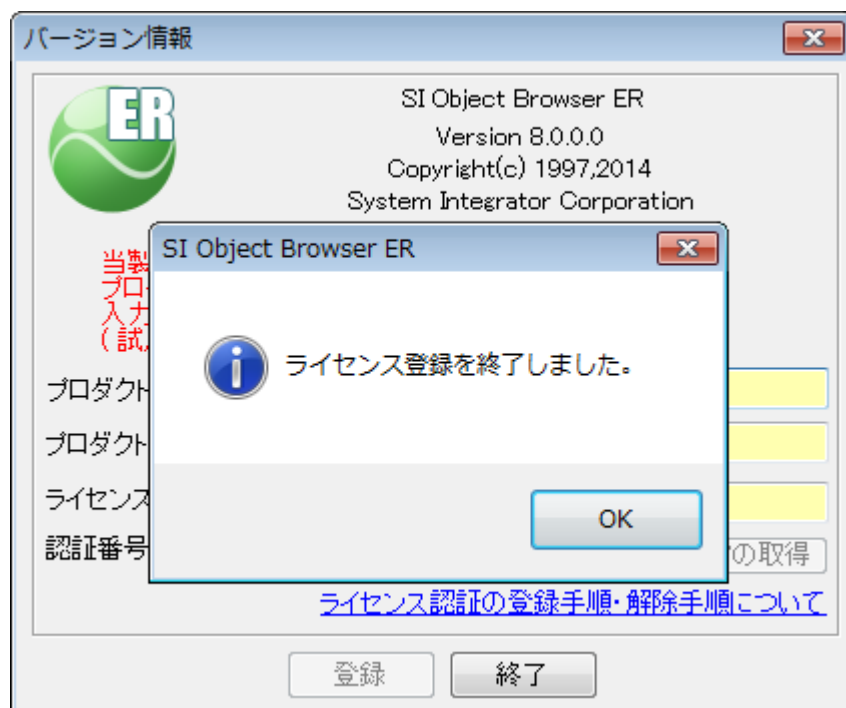 バージョン情報
ER
SI Object Browser ER
Version 8.0.0.0
Copyright(c) 1997,2014
System Integrator Corporation
SI Object Browser ER
当製
プロ
入力
(試
ライセンス登録を終了しました。
プロダクト
プロダクト
ライセンス
OK
認証番号
の取得
ライセンス認証の登録手順・解除手順について
登録
終了